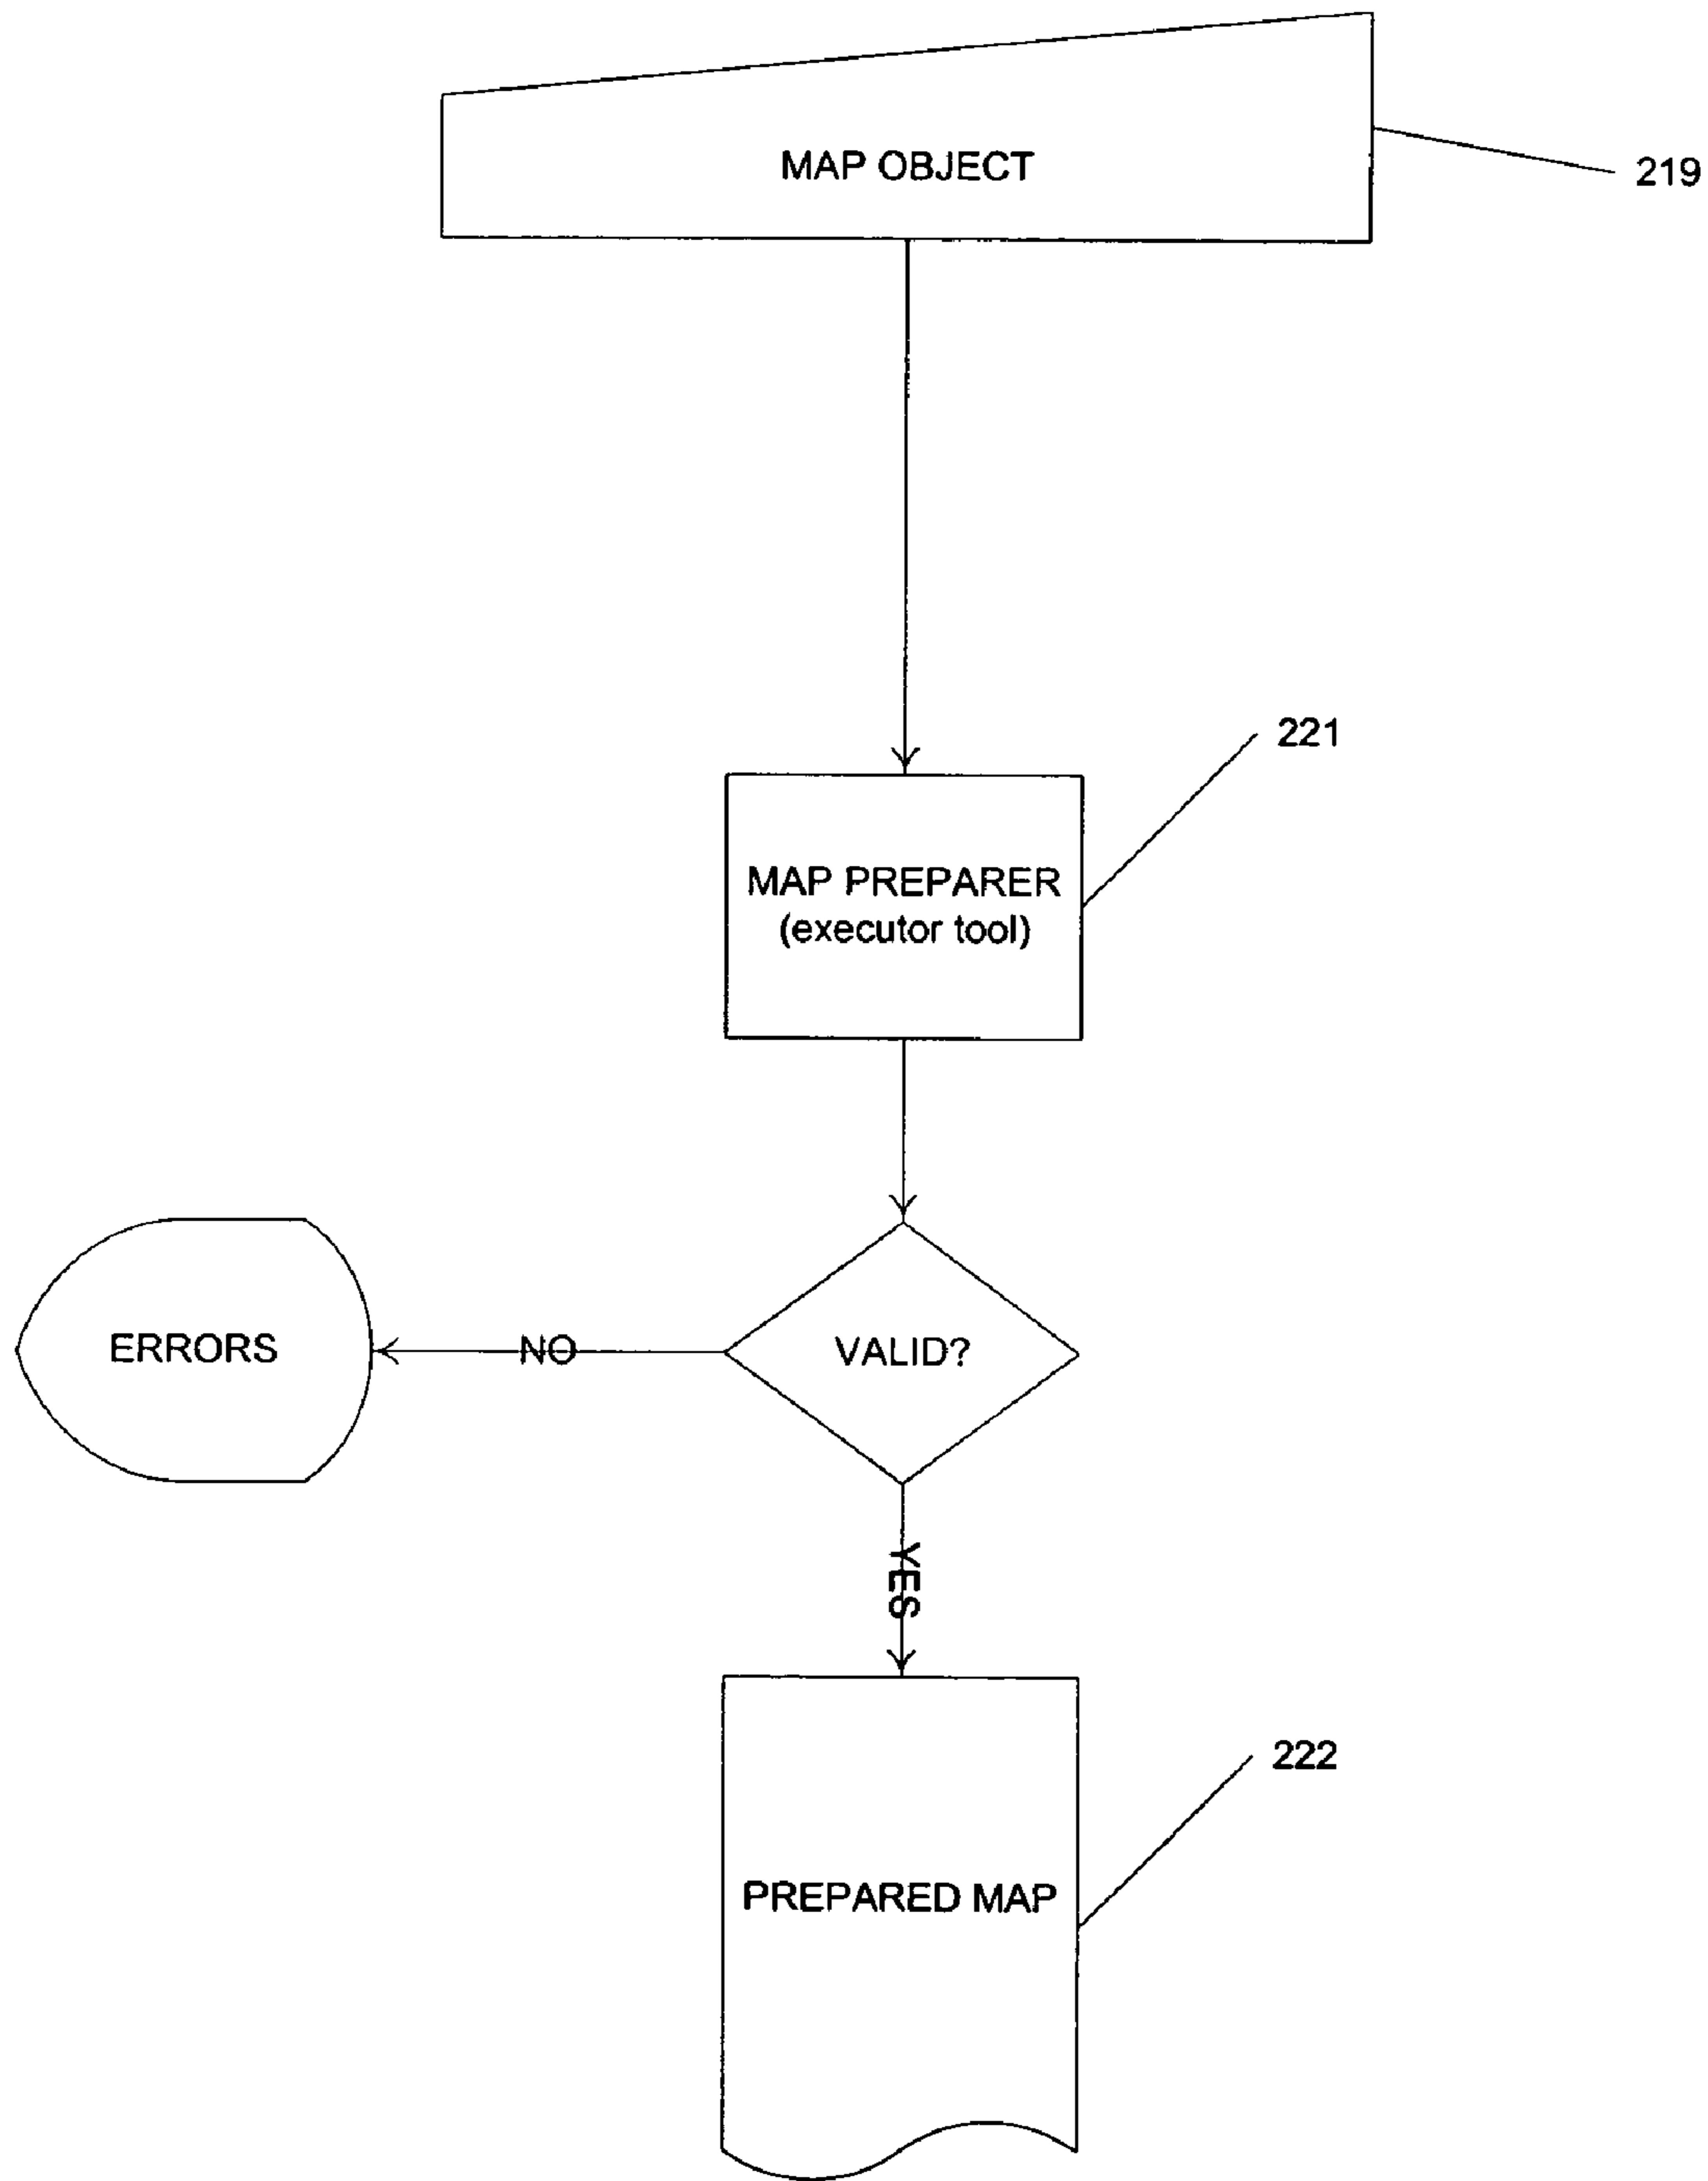 MAP OBJECT
219
221
MAP PREPARER
(executor tool)
ERRORS
NO
VALID?
YES
222
PREPARED MAP